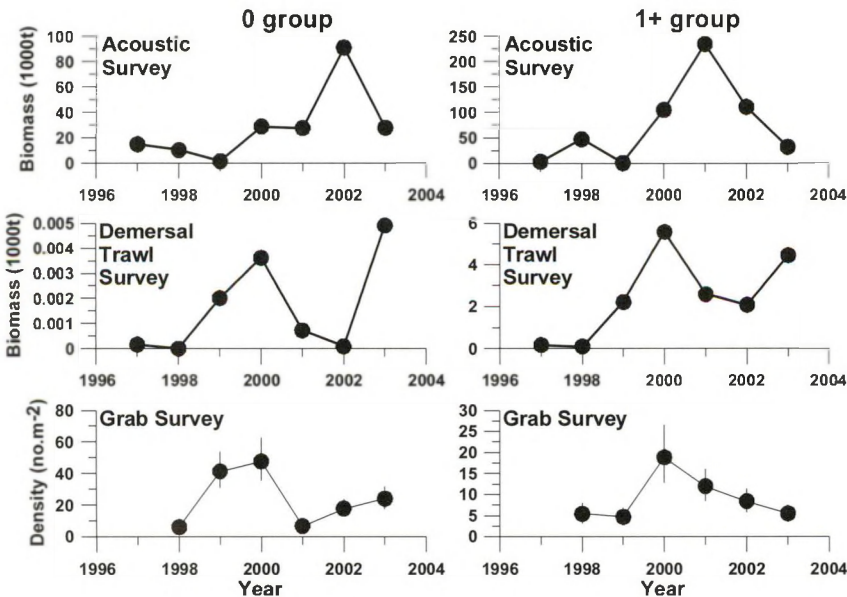 0 group
1+ group
Acoustic
Survey
Biomass (1000t)
100
80
60
40
20
0
1996 1998 2000 2002 2004
Acoustic
Survey
250
200
150
100
50
0
1996 1998 2000 2002 2004
Demersal
Trawl
Survey
Biomass (1000t)
0.005
0.004
0.003
0.002
0.001
0
1996 1998 2000 2002 2004
Demersal
Trawl
Survey
6
4
2
0
1996 1998 2000 2002 2004
Grab Survey
Density (no.m-2)
80
60
40
20
0
1996 1998 2000 2002 2004
Year
Grab Survey
30
25
20
15
10
5
0
1996 1998 2000 2002 2004
Year